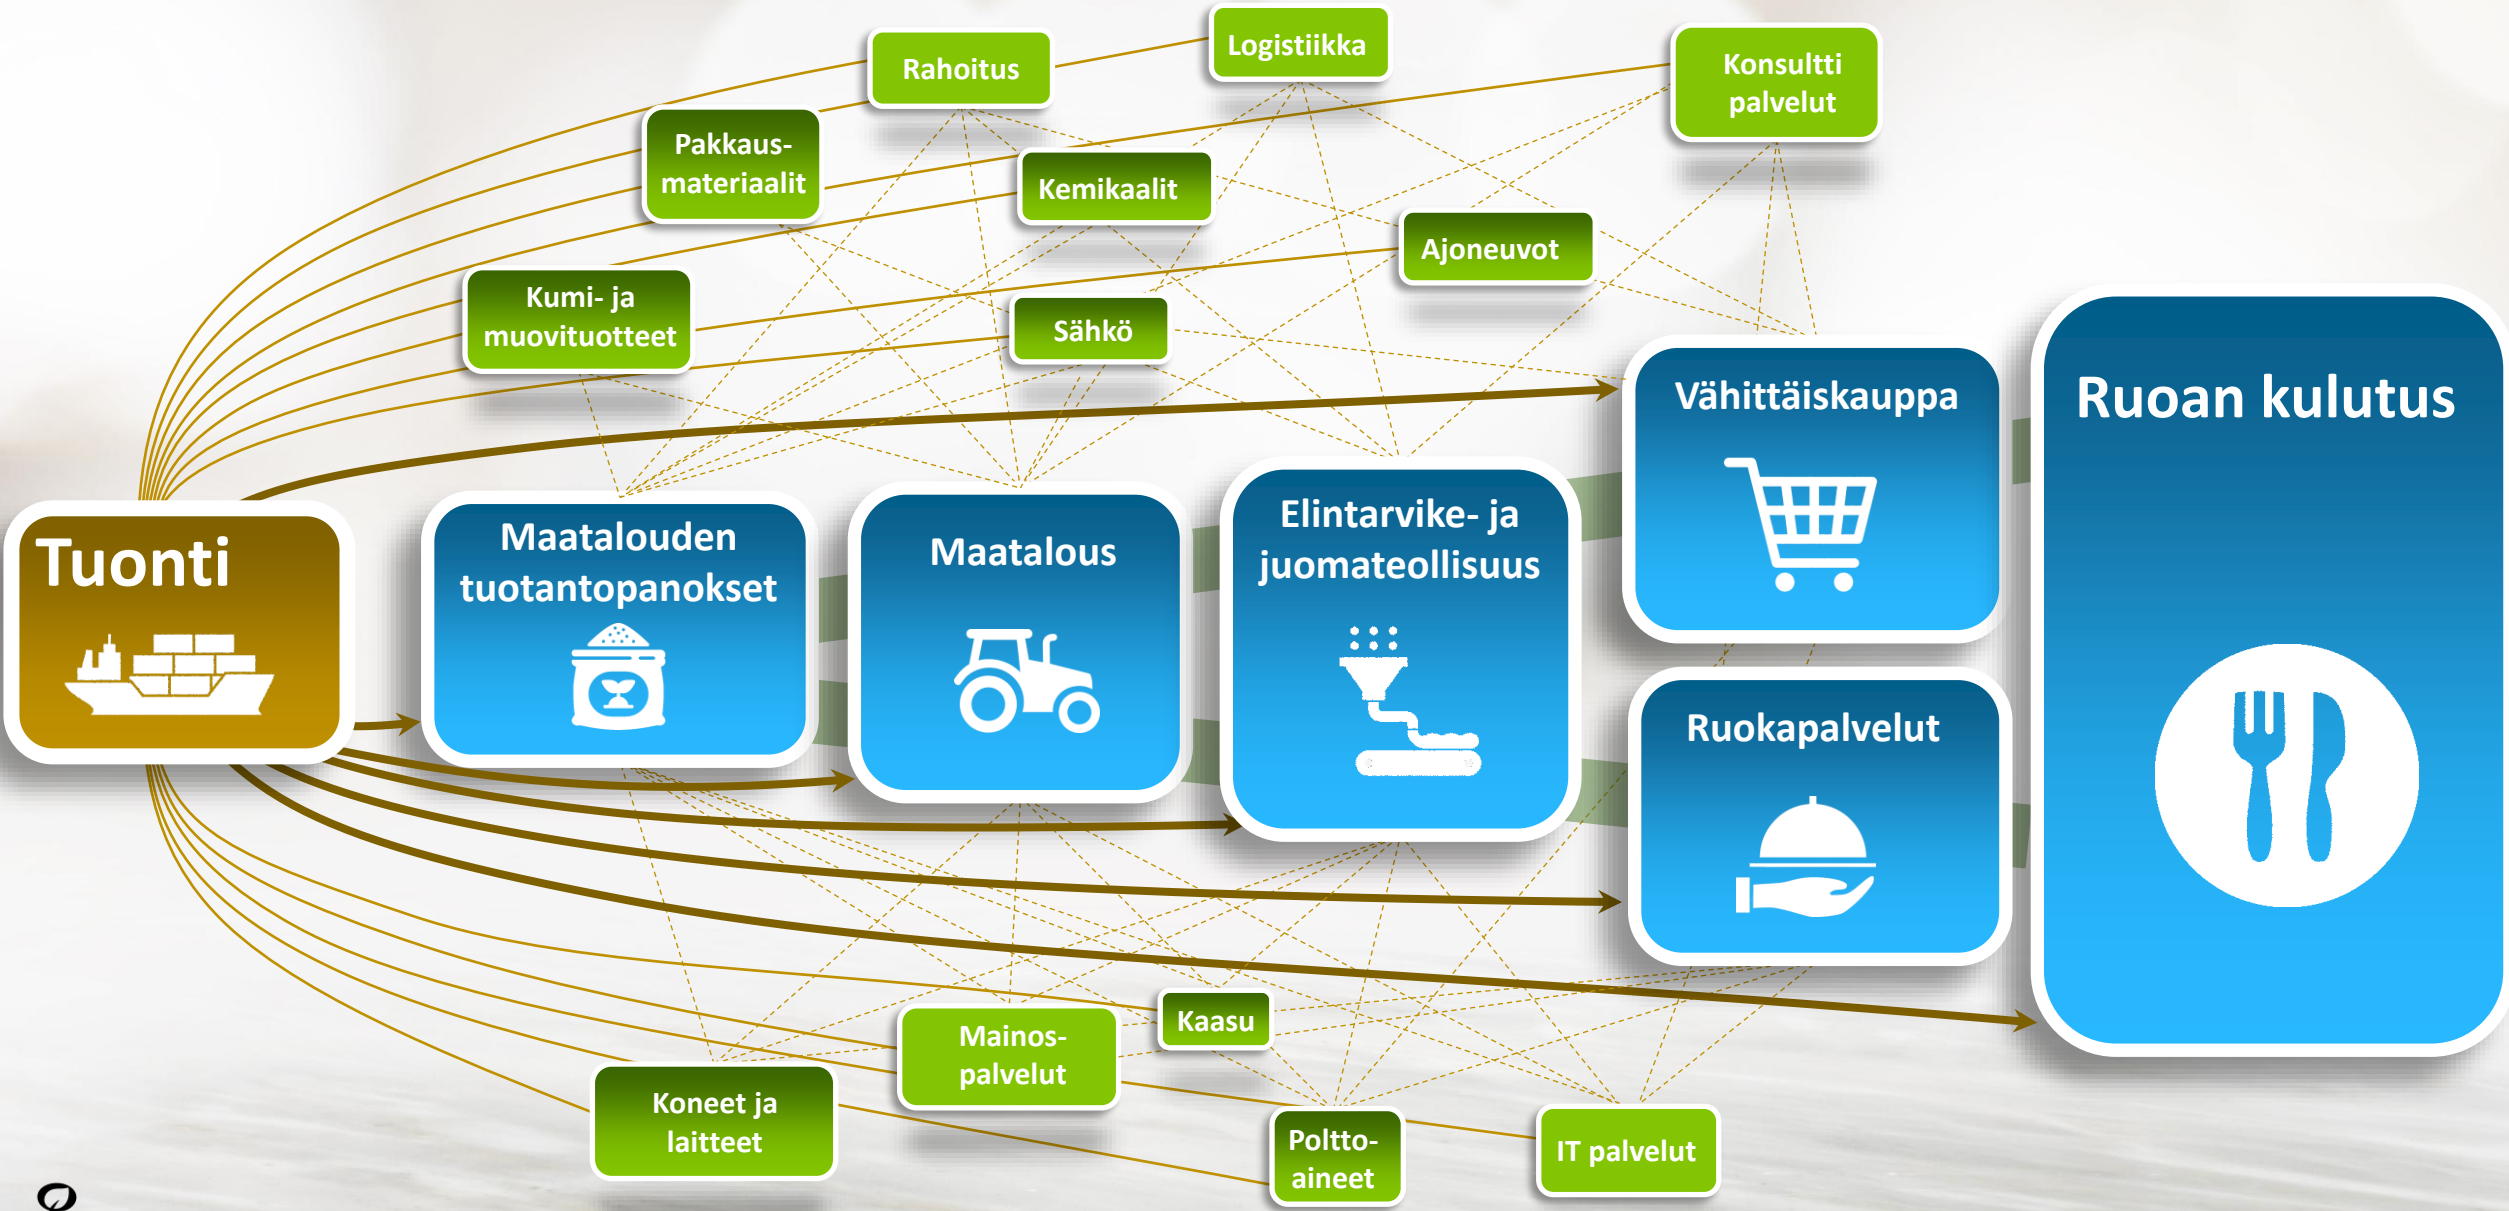 Rahoitus
Logistiikka
Konsultti
palvelut
Pakkaus-
materiaalit
Kemikaalit
Ajoneuvot
Kumi- ja
muovituotteet
Sähkö
Tuonti
Maatalouden
tuotantopanokset
Maatalous
Elintarvike- ja
juomateollisuus
Vähittäiskauppa
Ruokapalvelut
Ruoan kulutus
Koneet ja
laitteet
Mainos-
palvelut
Kaasu
Poltto-
aineet
IT palvelut